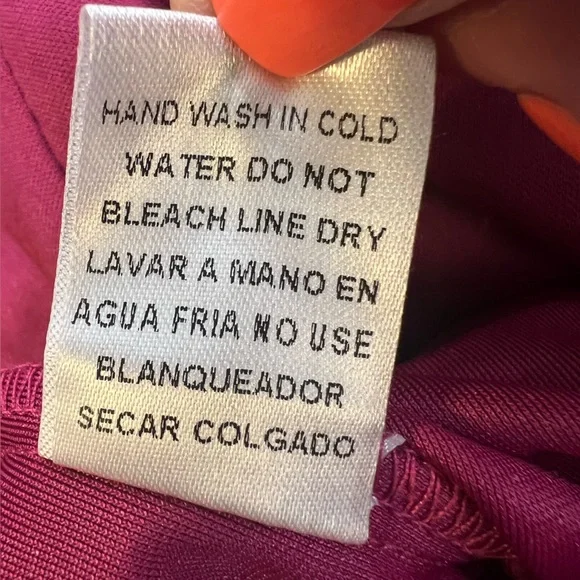 HAND WASH IN COLD
WATER DO NOT
BLEACH LINE DRY
LAVAR A MANO EN
AGUA FRIA NO USE
BLANQUEADOR
SECAR COLGADO